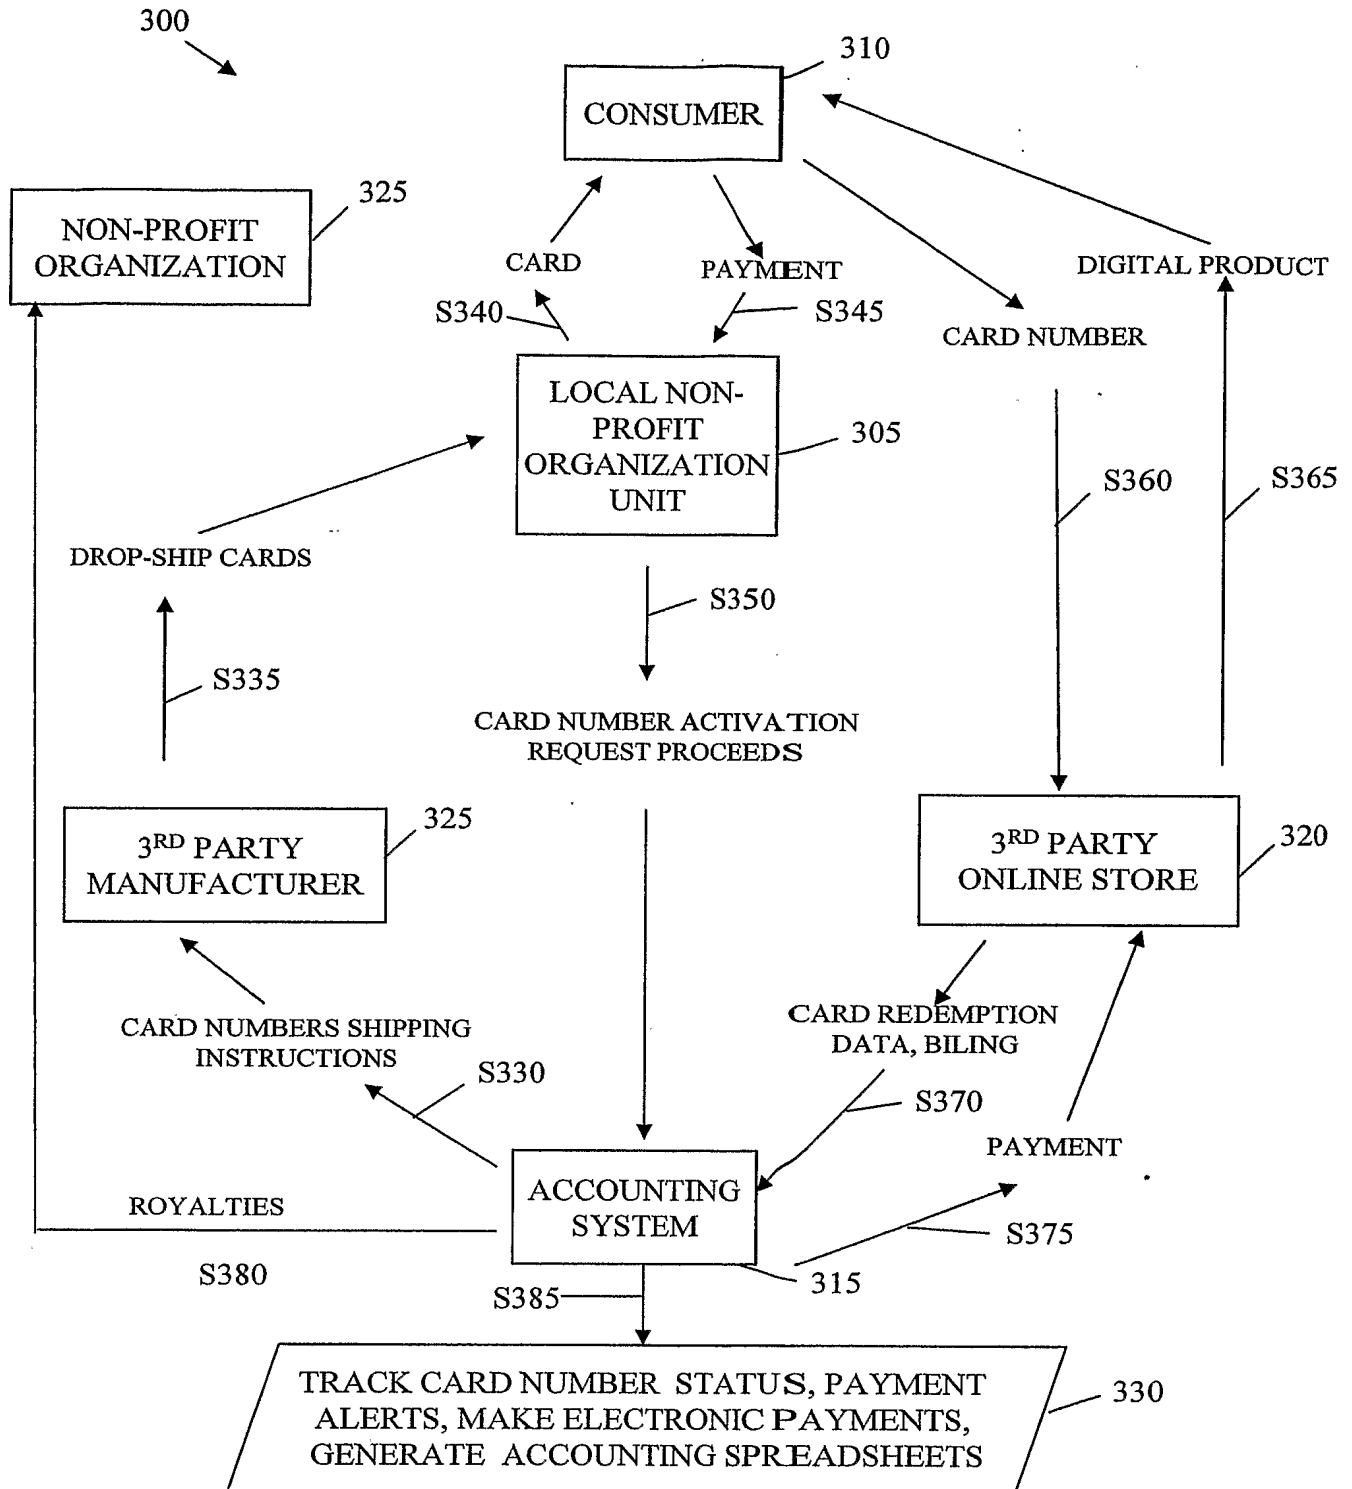 300
310
CONSUMER
325
NON-PROFIT
ORGANIZATION
CARD
PAYMENT
DIGITAL PRODUCT
S340
S345
CARD NUMBER
LOCAL NON-
PROFIT
ORGANIZATION
UNIT
305
S360
S365
DROP-SHIP CARDS
S350
S335
CARD NUMBER ACTIVATION
REQUEST PROCEEDS
325
3RD PARTY
MANUFACTURER
3RD PARTY
ONLINE STORE
320
CARD NUMBERS SHIPPING
INSTRUCTIONS
CARD REDEMPTION
DATA, BILING
S330
S370
PAYMENT
ACCOUNTING
SYSTEM
ROYALTIES
S375
S380
315
S385
TRACK CARD NUMBER STATUS, PAYMENT
ALERTS, MAKE ELECTRONIC PAYMENTS,
GENERATE ACCOUNTING SPREADSHEETS
330